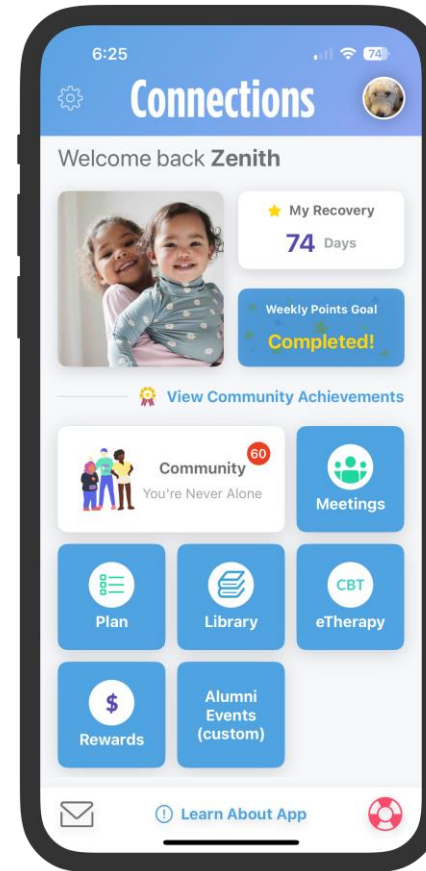 6:25
74
Connections
Welcome back Zenith
My Recovery
74 Days
Weekly Points Goal
Completed!
View Community Achievements
60
Community
You're Never Alone
Meetings
Plan
Library
CBT
eTherapy
$
Rewards
Alumni
Events
(custom)
! Learn About App